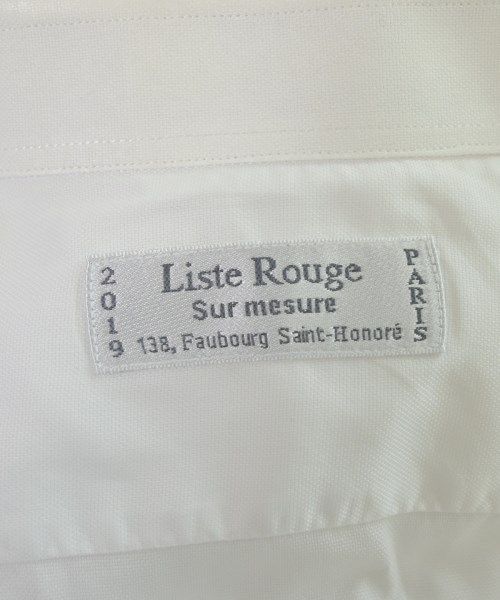 2019
Liste Rouge
Sur mesure
138, Faubourg Saint-Honoré
PARIS